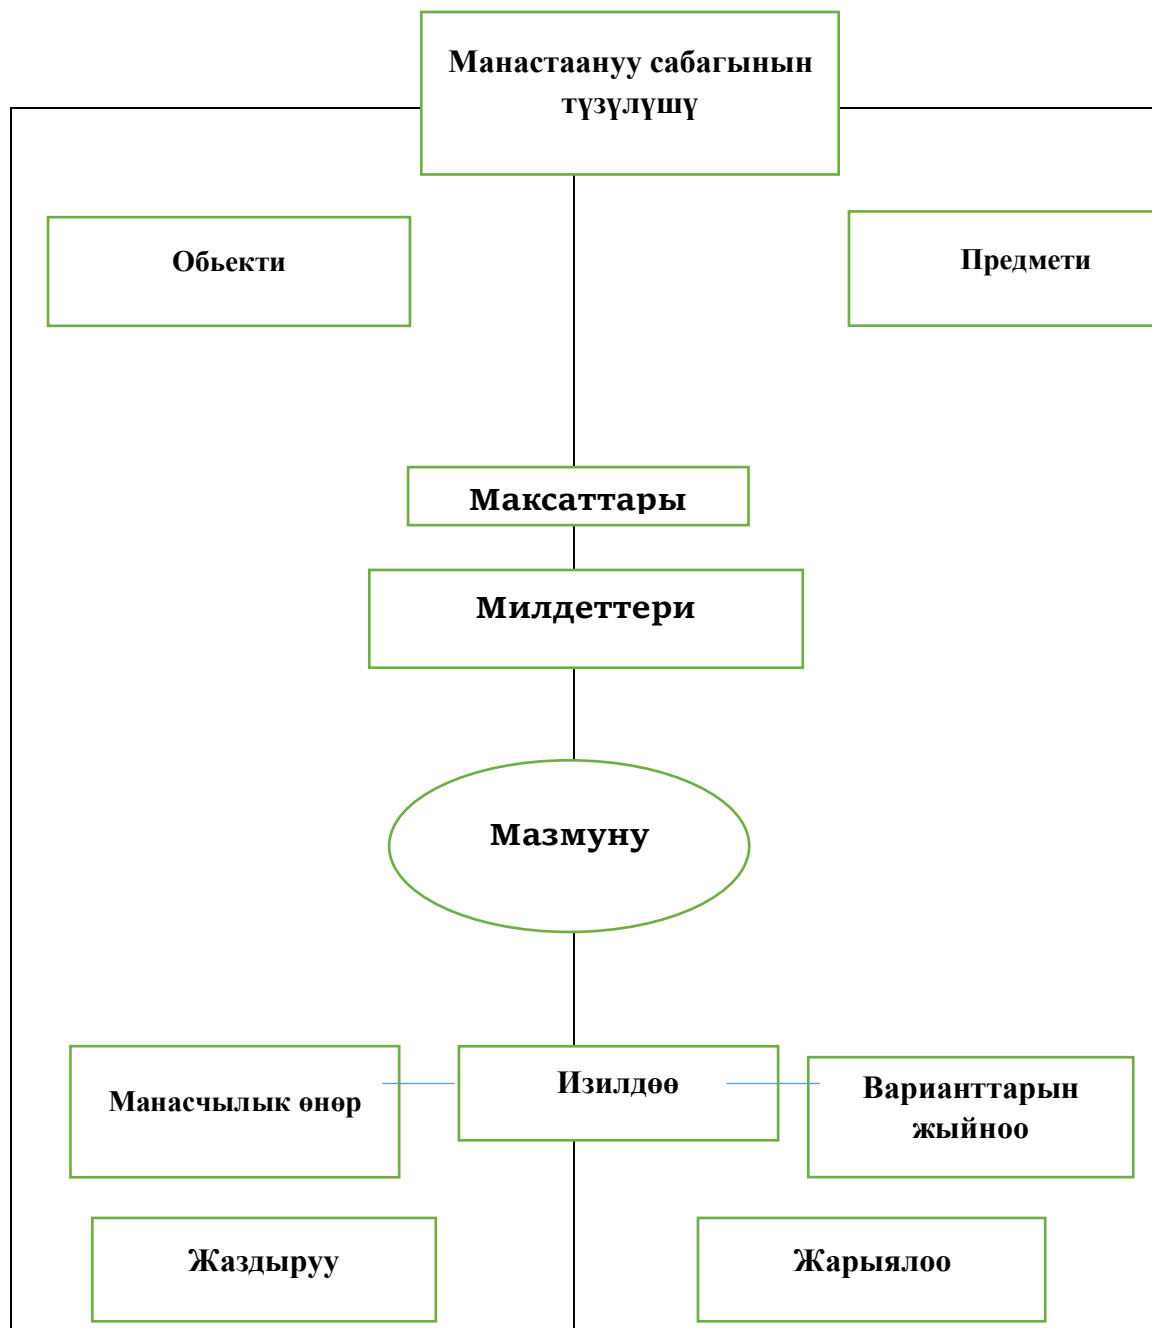 Манастаануу сабагынын
түзүлүшү
Обьекти
Предмети
Максаттары
Милдеттери
Мазмуну
Манасчылык өнөр
Изилдөө
Варианттарын
жыйноо
Жаздыруу
Жарыялоо